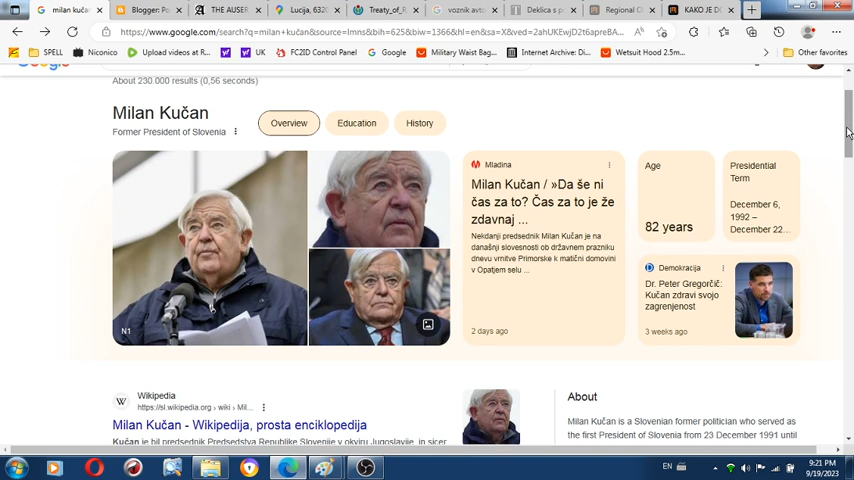 milan kučan
Blogger: Po
THE AUSER
Lucija, 6320
Treaty_of_R
voznik avto
Deklica s p
Regional O
KAKO JE DO
https://www.google.com/search?q=milan+kučan&source=lmns&bih=625&biw=1366&hl=en&sa=X&ved=2ahUKEwjD2t6apreBA...
SPELL
Niconico
Upload videos at R...
UK
FCZID Control Panel
Google
Military Waist Bag...
Internet Archive: Di...
Wetsuit Hood 2.5m...
Other favorites
Google
About 230.000 results (0,56 seconds)
Milan Kučan
Former President of Slovenia
Overview
Education
History
N1
Mladina
Milan Kučan / »Da še ni
čas za to? Čas za to je že
zdavnaj ...
Nekdanji predsednik Milan Kučan je na
današnji slovesnosti ob državnem prazniku
dnevu vrnitve Primorske k matični domovini
v Opatjem selu ...
2 days ago
Age
82 years
Presidential
Term
December 6,
1992 –
December 22...
Demokracija
Dr. Peter Gregorčič:
Kučan zdravi svojo
zagrenjenost
3 weeks ago
W
Wikipedia
https://sl.wikipedia.org › wiki › Mil...
Milan Kučan - Wikipedija, prosta enciklopedija
Kučan je bil predsednik Predsedstva Republike Slovenije v okviru Jugoslavije, in sicer
About
Milan Kučan is a Slovenian former politician who served as
the first President of Slovenia from 23 December 1991 until
EN
9:21 PM
9/19/2023